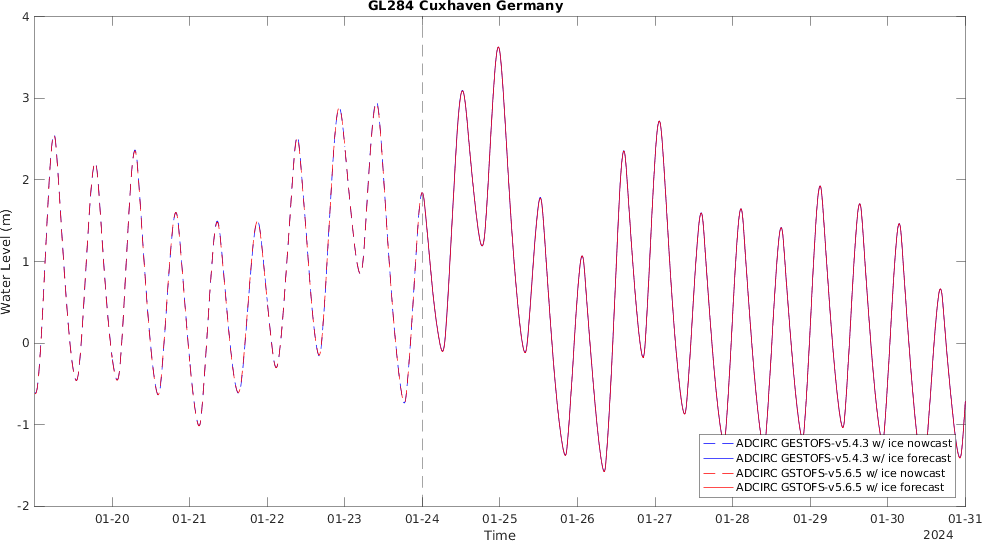 GL284 Cuxhaven Germany
4
3
2
1
0
-1
-2
Water Level (m)
01-20
01-21
01-22
01-23
01-24
01-25
01-26
01-27
01-28
01-29
01-30
01-31
Time
2024
ADCIRC GESTOFS-v5.4.3 w/ ice nowcast
ADCIRC GESTOFS-v5.4.3 w/ ice forecast
ADCIRC GSTOFS-v5.6.5 w/ ice nowcast
ADCIRC GSTOFS-v5.6.5 w/ ice forecast